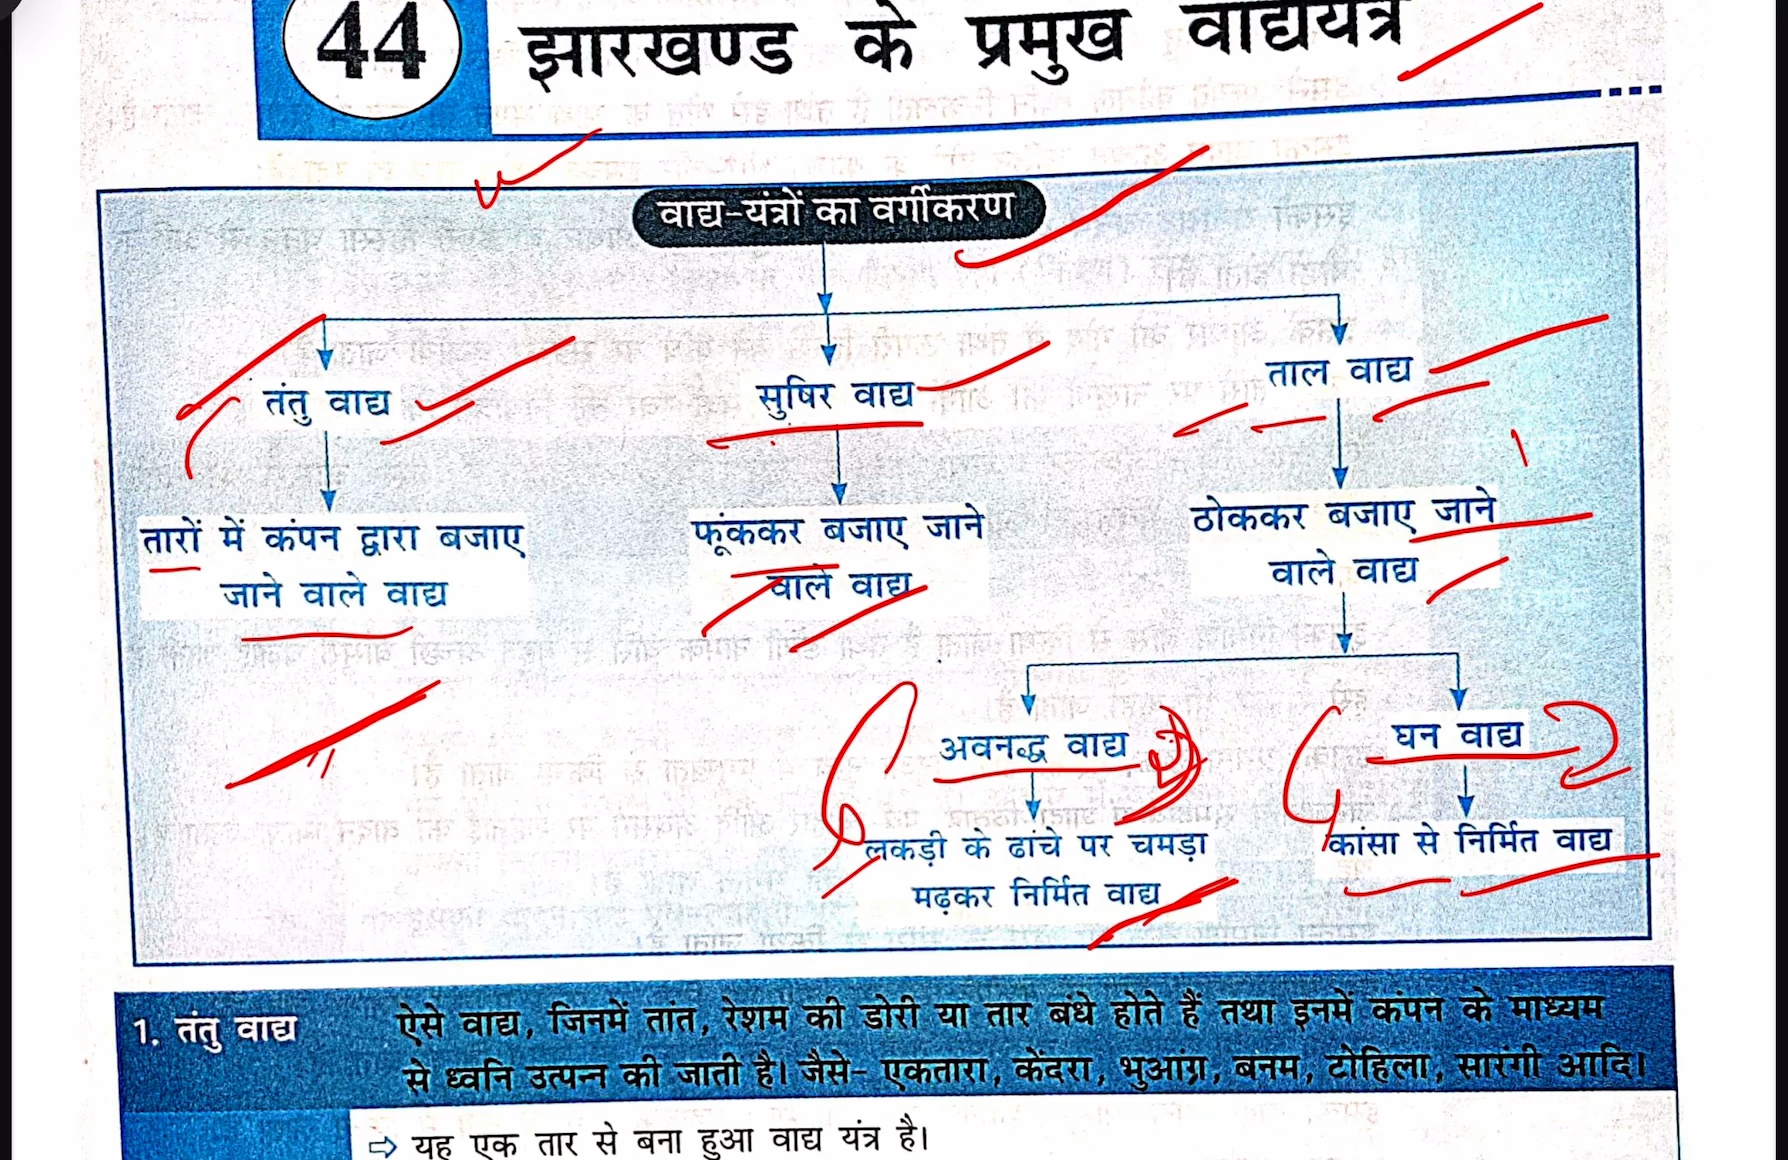 44 झारखण्ड के प्रमुख वाद्ययंत्र
वाद्य-यंत्रों का वर्गीकरण
तंतु वाद्य
सुषिर वाद्य
ताल वाद्य
तारों में कंपन द्वारा बजाए
जाने वाले वाद्य
फूंककर बजाए जाने
वाले वाद्य
ठोककर बजाए जाने
वाले वाद्य
अवनद्ध वाद्य
घन वाद्य
लकड़ी के ढांचे पर चमड़ा
मढ़कर निर्मित वाद्य
कांसा से निर्मित वाद्य
1. तंतु वाद्य
ऐसे वाद्य, जिनमें तांत, रेशम की डोरी या तार बंधे होते हैं तथा इनमें कंपन के माध्यम
से ध्वनि उत्पन्न की जाती है। जैसे- एकतारा, केंदरा, भुआंग, बनम, टोहिला, सारंगी आदि।
⇨ यह एक तार से बना हुआ वाद्य यंत्र है।